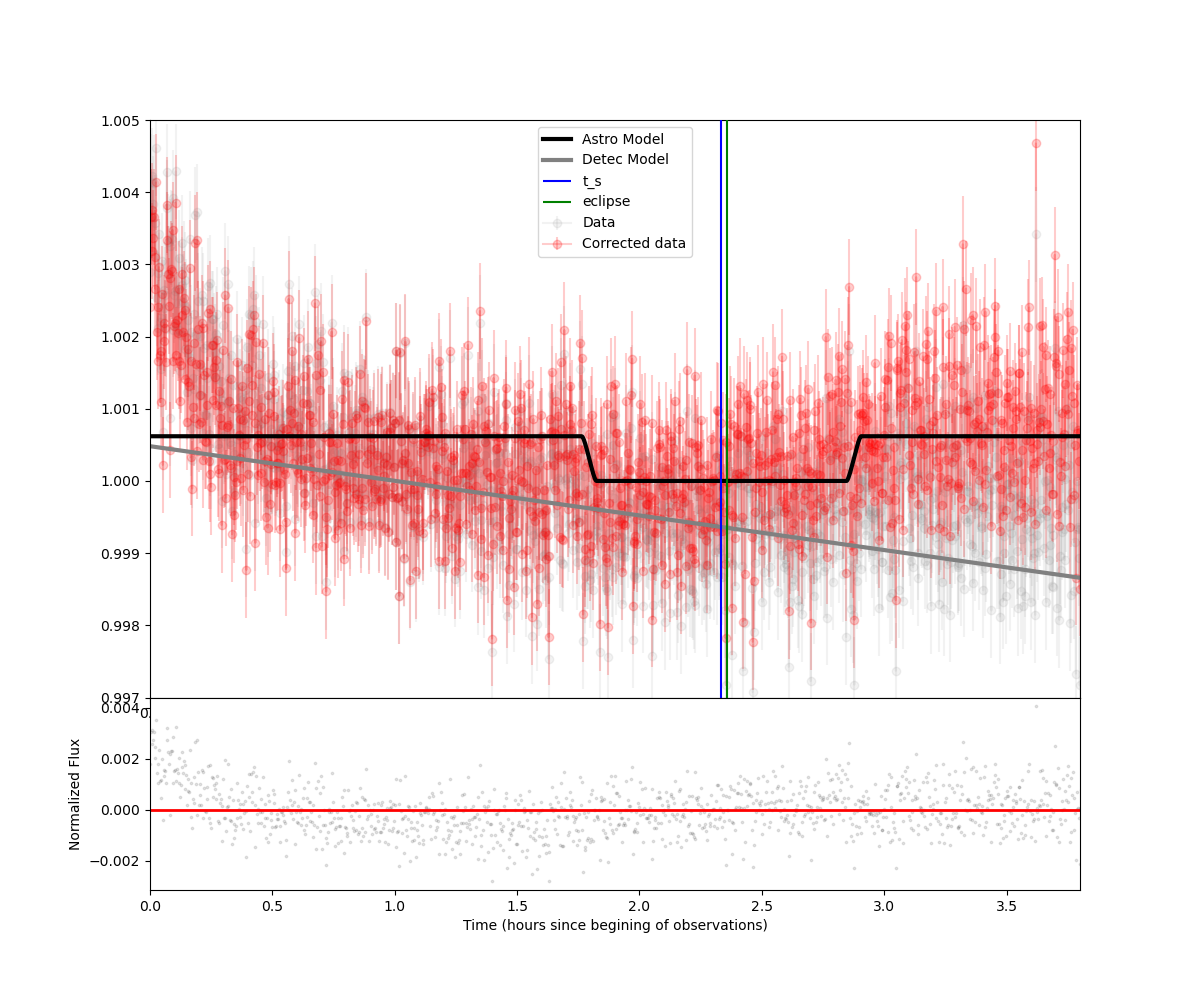 1.005
1.004
1.003
1.002
1.001
1.000
0.999
0.998
0.997
Astro Model
Detec Model
t_s
eclipse
Data
Corrected data
0.004
0.002
0.000
−0.002
Normalized Flux
0.0
0.5
1.0
1.5
2.0
2.5
3.0
3.5
Time (hours since begining of observations)